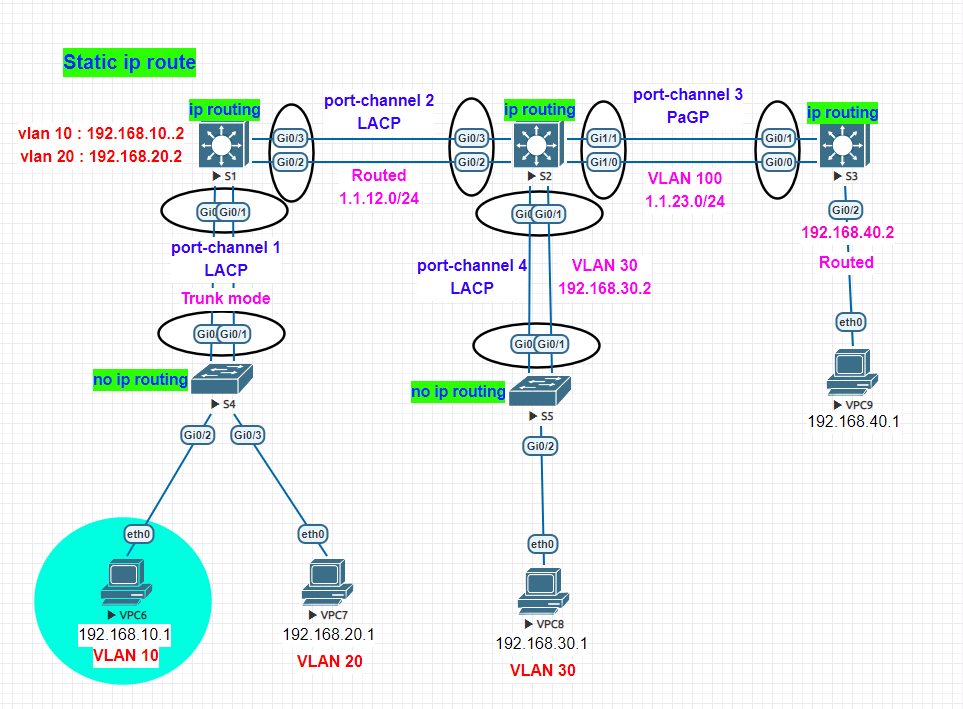 Static ip route
ip routing
port-channel 2
LACP
ip routing
port-channel 3
PaGP
ip routing
vlan 10 : 192.168.10..2
vlan 20 : 192.168.20.2
Gi0/3
Gi0/2
Gi0/3
Gi0/2
Gi1/1
Gi1/0
Gi0/1
Gi0/0
S1
S2
S3
Routed
1.1.12.0/24
VLAN 100
1.1.23.0/24
Gi0/1
Gi0/1
Gi0/2
192.168.40.2
Routed
port-channel 1
LACP
Trunk mode
port-channel 4
LACP
VLAN 30
192.168.30.2
Gi0/1
Gi0/1
eth0
no ip routing
S4
no ip routing
S5
VPC9
192.168.40.1
Gi0/2
Gi0/3
Gi0/2
eth0
eth0
eth0
VPC6
192.168.10.1
VLAN 10
VPC7
192.168.20.1
VLAN 20
VPC8
192.168.30.1
VLAN 30